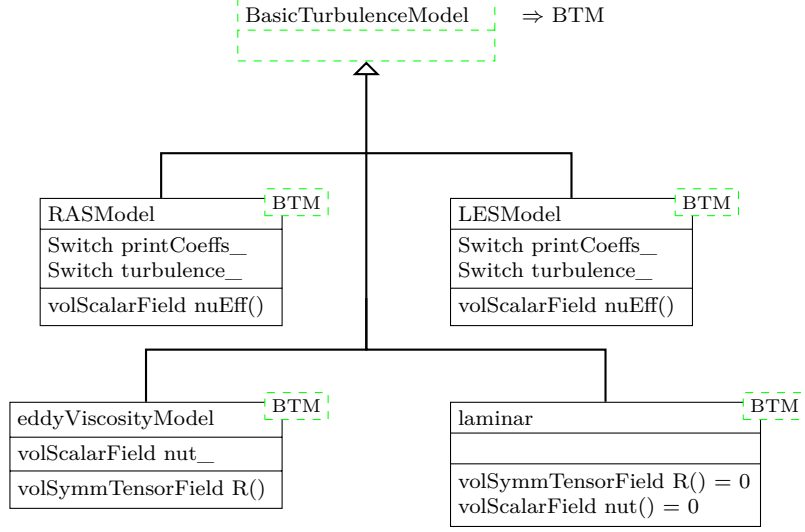 BasicTurbulenceModel ⇒ BTM
RASModel BTM
Switch printCoeffs_
Switch turbulence_
volScalarField nuEff()
LESModel BTM
Switch printCoeffs_
Switch turbulence_
volScalarField nuEff()
eddyViscosityModel BTM
volScalarField nut_
volSymmTensorField R()
laminar BTM
volSymmTensorField R() = 0
volScalarField nut() = 0